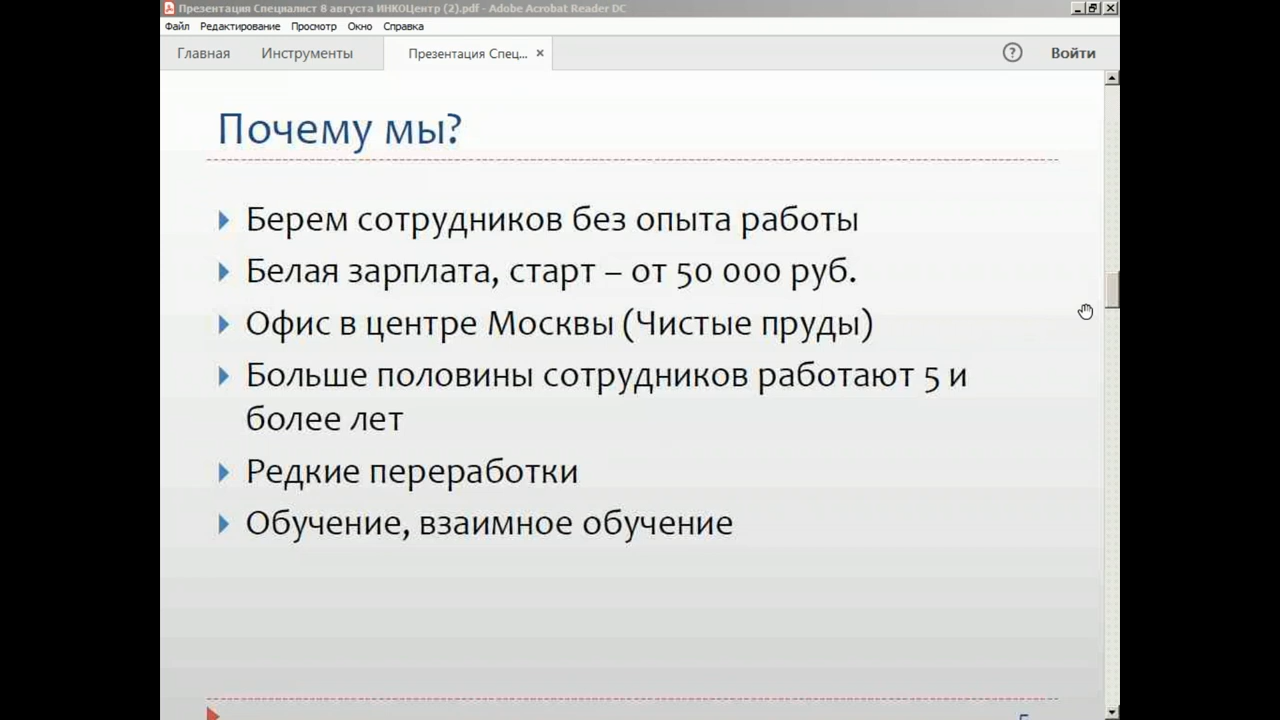 Презентация Специалист 8 августа ИНКОЦентр (2).pdf - Adobe Acrobat Reader DC
Файл Редактирование Просмотр Окно Справка
Главная Инструменты Презентация Спец... × ? Войти
Почему мы?
Берем сотрудников без опыта работы
Белая зарплата, старт – от 50 000 руб.
Офис в центре Москвы (Чистые пруды)
Больше половины сотрудников работают 5 и
более лет
Редкие переработки
Обучение, взаимное обучение